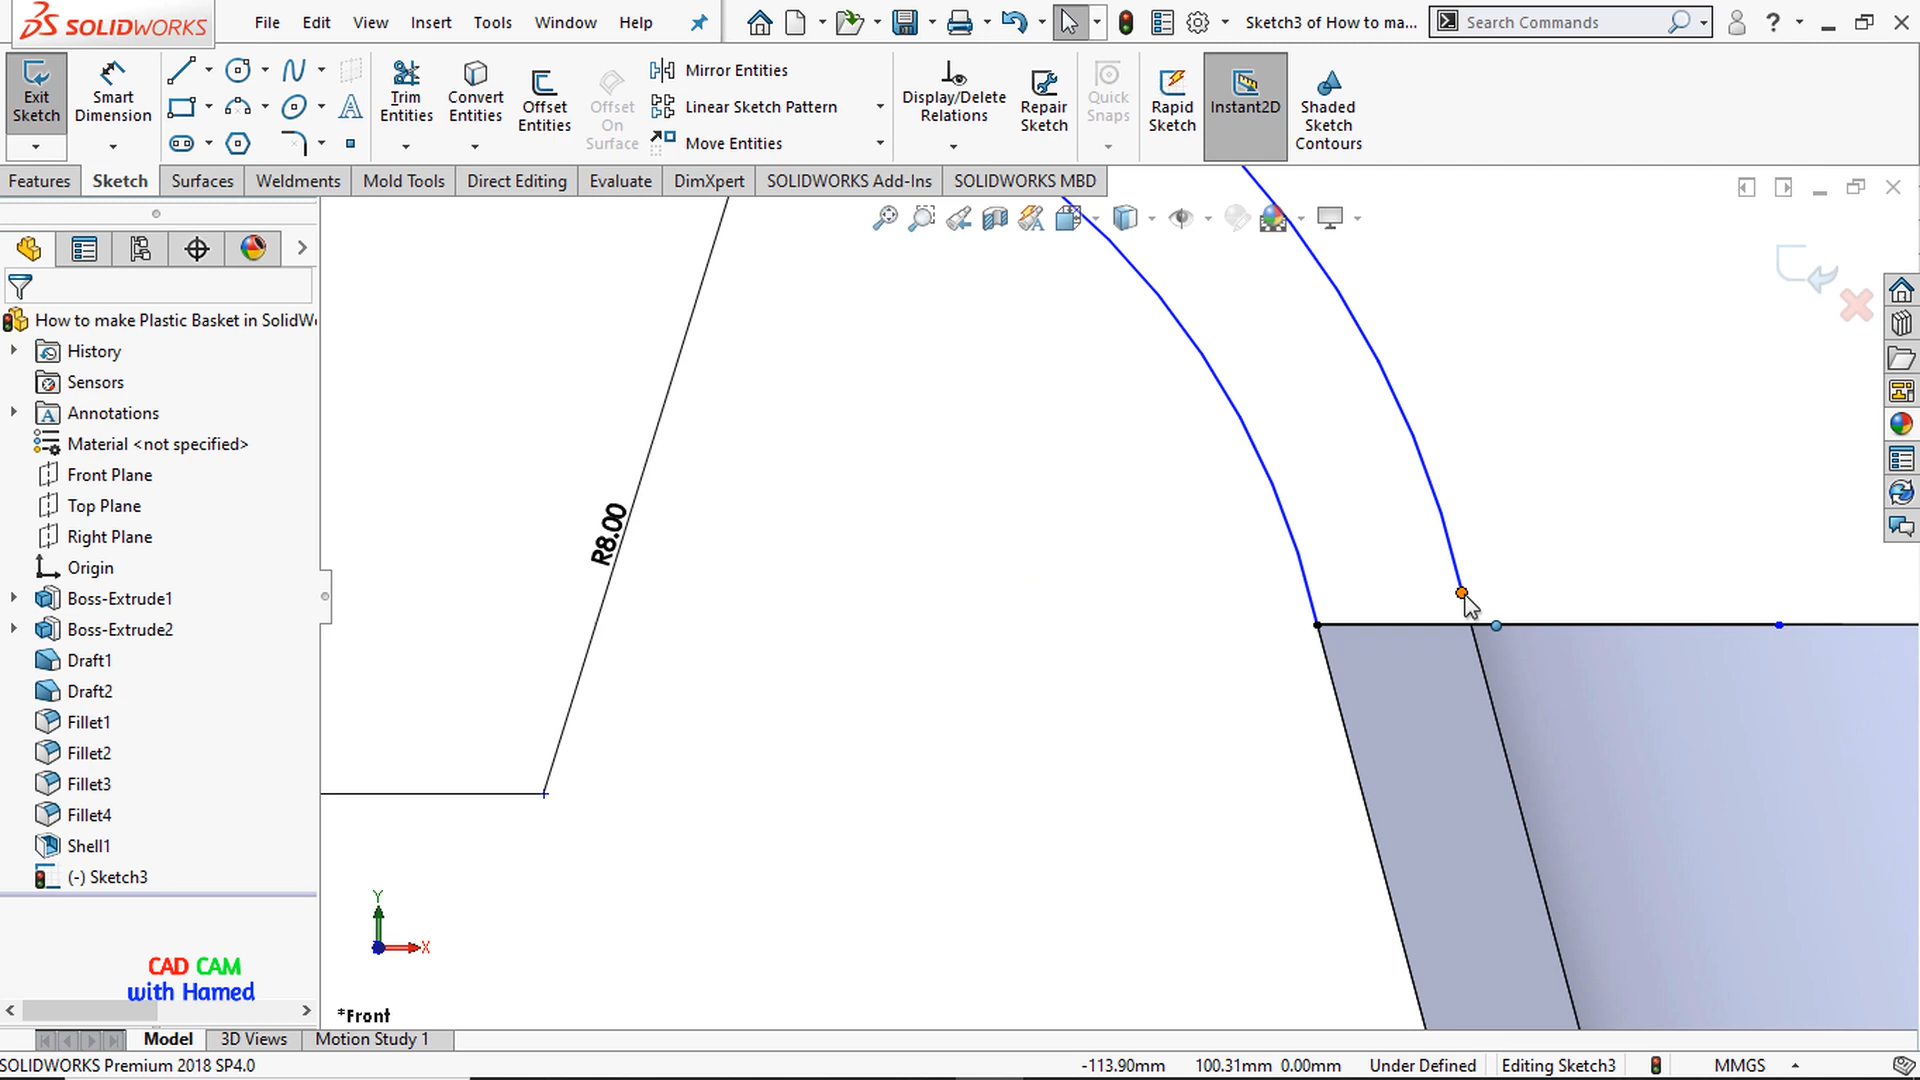 SOLIDWORKS
File Edit View Insert Tools Window Help
Sketch3 of How to ma...
Search Commands
Exit Sketch
Smart Dimension
Trim Entities
Convert Entities
Offset Entities
Offset On Surface
Mirror Entities
Linear Sketch Pattern
Move Entities
Display/Delete Relations
Repair Sketch
Quick Snaps
Rapid Sketch
Instant2D
Shaded Sketch Contours
Features Sketch Surfaces Weldments Mold Tools Direct Editing Evaluate DimXpert SOLIDWORKS Add-Ins SOLIDWORKS MBD
How to make Plastic Basket in SolidW
History
Sensors
Annotations
Material <not specified>
Front Plane
Top Plane
Right Plane
Origin
Boss-Extrude1
Boss-Extrude2
Draft1
Draft2
Fillet1
Fillet2
Fillet3
Fillet4
Shell1
(-) Sketch3
R8.00
Y
X
CAD CAM
with Hamed
*Front
Model 3D Views Motion Study 1
SOLIDWORKS Premium 2018 SP4.0
-113.90mm 100.31mm 0.00mm Under Defined Editing Sketch3 MMGS